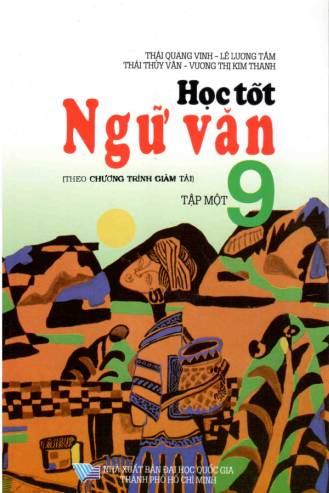 THÁI QUANG VINH – LÊ LƯƠNG TÂM
THÁI THỦY VÂN – VƯƠNG THỊ KIM THANH
Học tốt
Ngữ văn
(THEO CHƯƠNG TRÌNH GIẢM TẢI)
9
TẬP MỘT
NHÀ XUẤT BẢN ĐẠI HỌC QUỐC GIA
THÀNH PHỐ HỒ CHÍ MINH